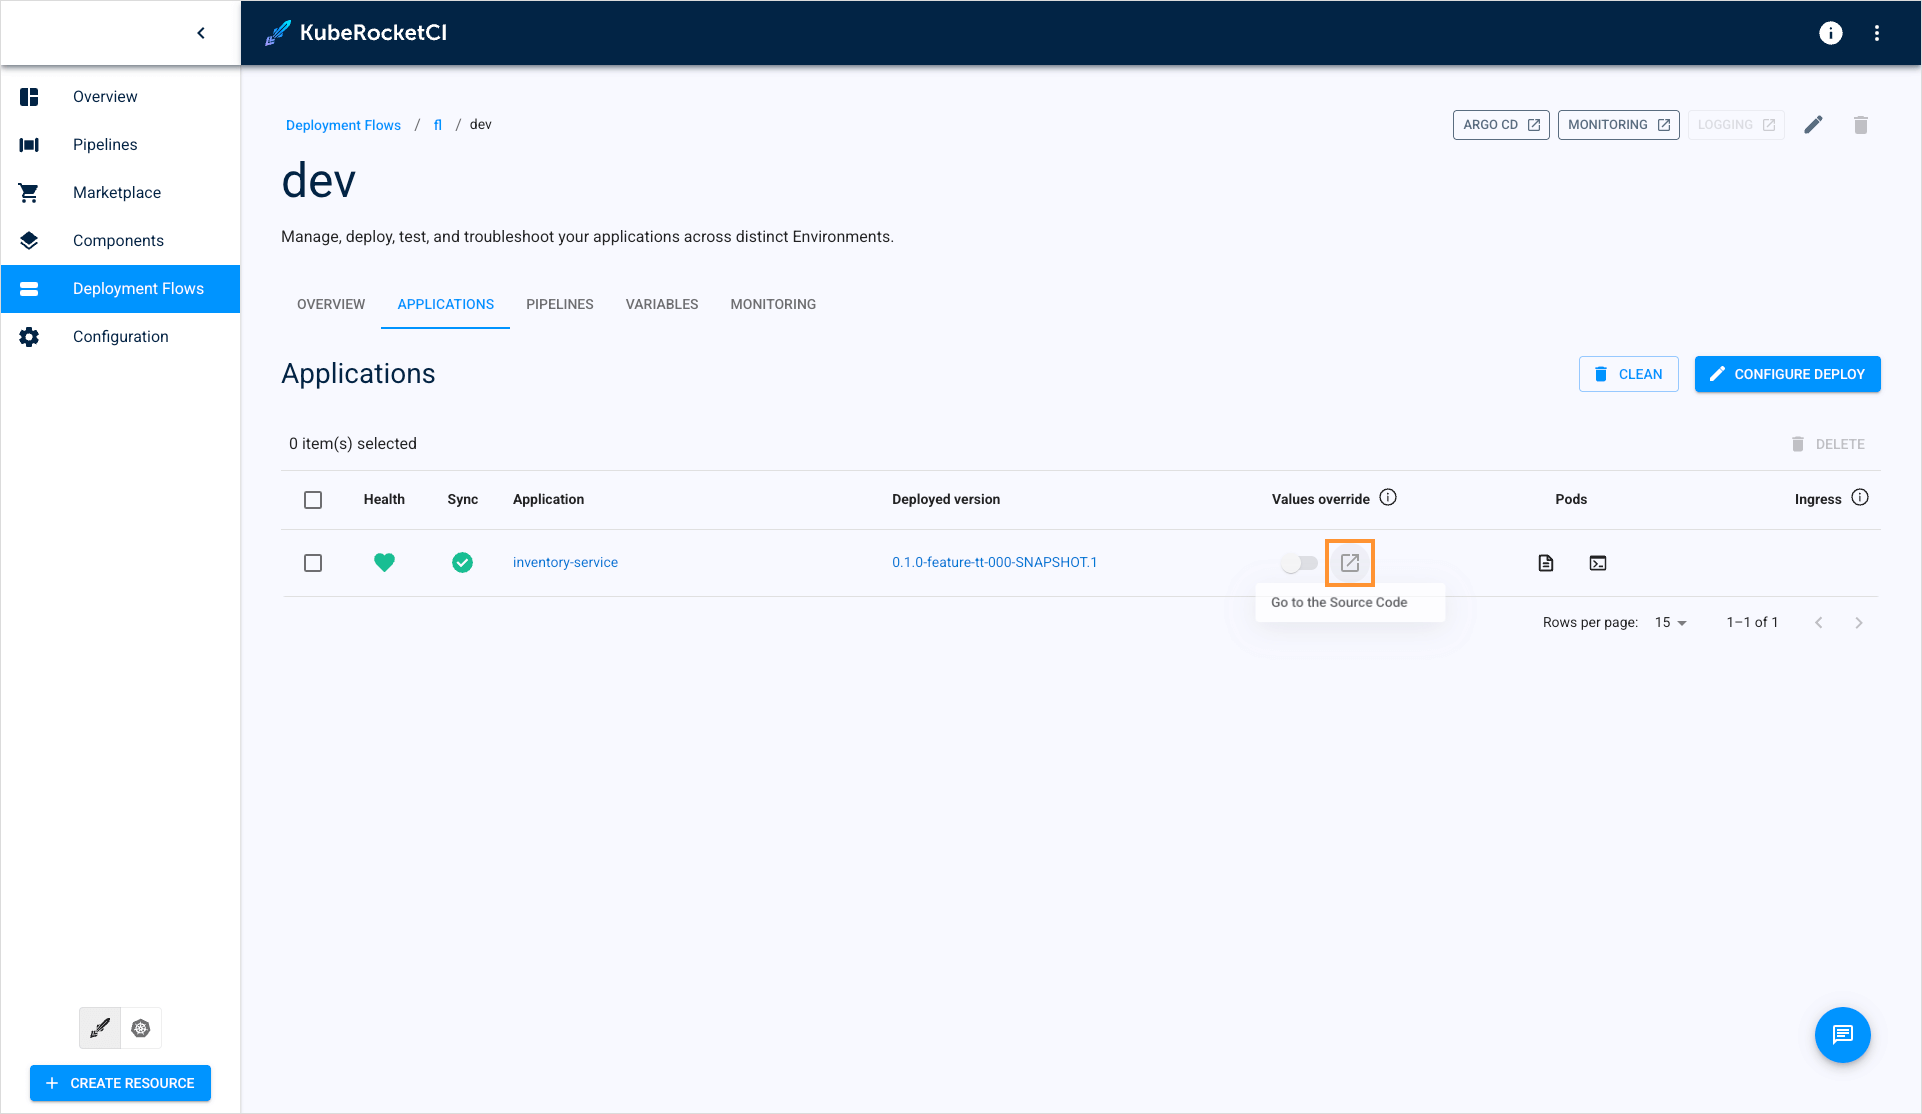 KubeRocketCI
Overview
Pipelines
Marketplace
Components
Deployment Flows
Configuration
CREATE RESOURCE
Deployment Flows / fl / dev
ARGO CD
MONITORING
LOGGING
dev
Manage, deploy, test, and troubleshoot your applications across distinct Environments.
OVERVIEW
APPLICATIONS
PIPELINES
VARIABLES
MONITORING
Applications
CLEAN
CONFIGURE DEPLOY
0 item(s) selected
DELETE
Health
Sync
Application
Deployed version
Values override
Pods
Ingress
inventory-service
0.1.0-feature-tt-000-SNAPSHOT.1
Go to the Source Code
Rows per page: 15
1–1 of 1